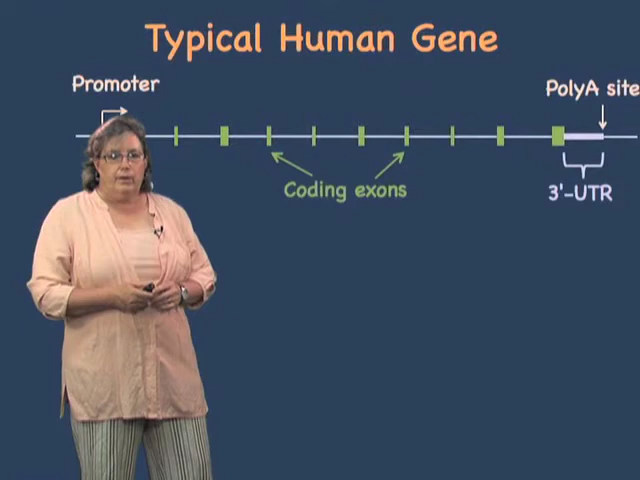 Typical Human Gene
Promoter
PolyA site
Coding exons
3'-UTR